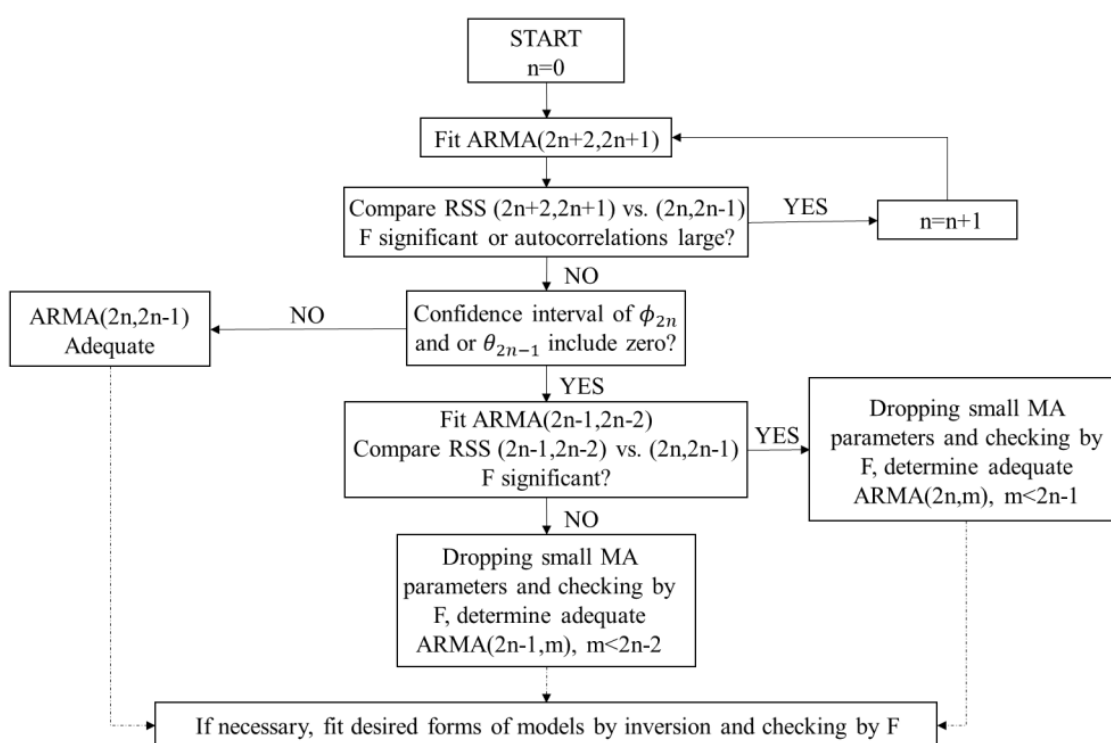 START
n=0
Fit ARMA(2n+2,2n+1)
Compare RSS (2n+2,2n+1) vs. (2n,2n-1)
F significant or autocorrelations large?
YES
n=n+1
NO
Confidence interval of ϕ₂ₙ
and or θ₂ₙ₋₁ include zero?
NO
ARMA(2n,2n-1)
Adequate
YES
Fit ARMA(2n-1,2n-2)
Compare RSS (2n-1,2n-2) vs. (2n,2n-1)
F significant?
YES
Dropping small MA
parameters and checking by
F, determine adequate
ARMA(2n,m), m<2n-1
NO
Dropping small MA
parameters and checking by
F, determine adequate
ARMA(2n-1,m), m<2n-2
If necessary, fit desired forms of models by inversion and checking by F